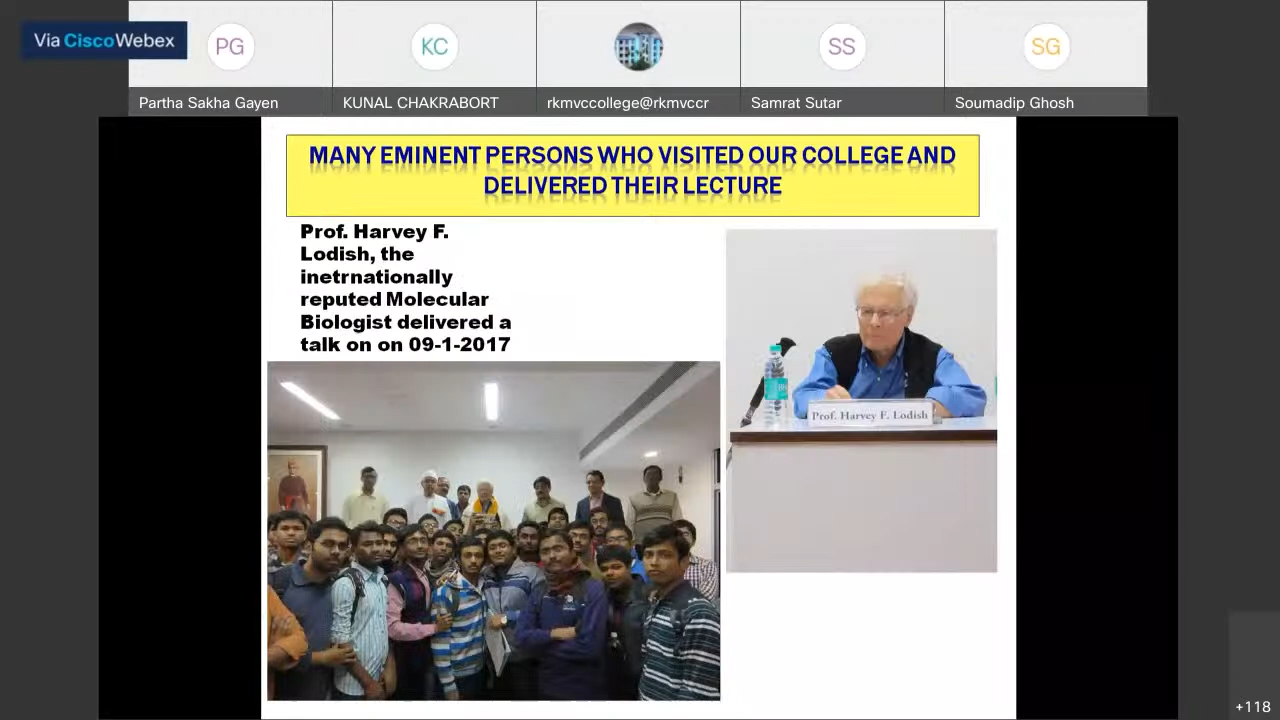 Via Cisco Webex
PG
KC
SS
SG
Partha Sakha Gayen
KUNAL CHAKRABORT
rkmvccollege@rkmvccr
Samrat Sutar
Soumadip Ghosh
MANY EMINENT PERSONS WHO VISITED OUR COLLEGE AND
DELIVERED THEIR LECTURE
Prof. Harvey F.
Lodish, the
inetrnationally
reputed Molecular
Biologist delivered a
talk on on 09-1-2017
Prof. Harvey F. Lodish
+118